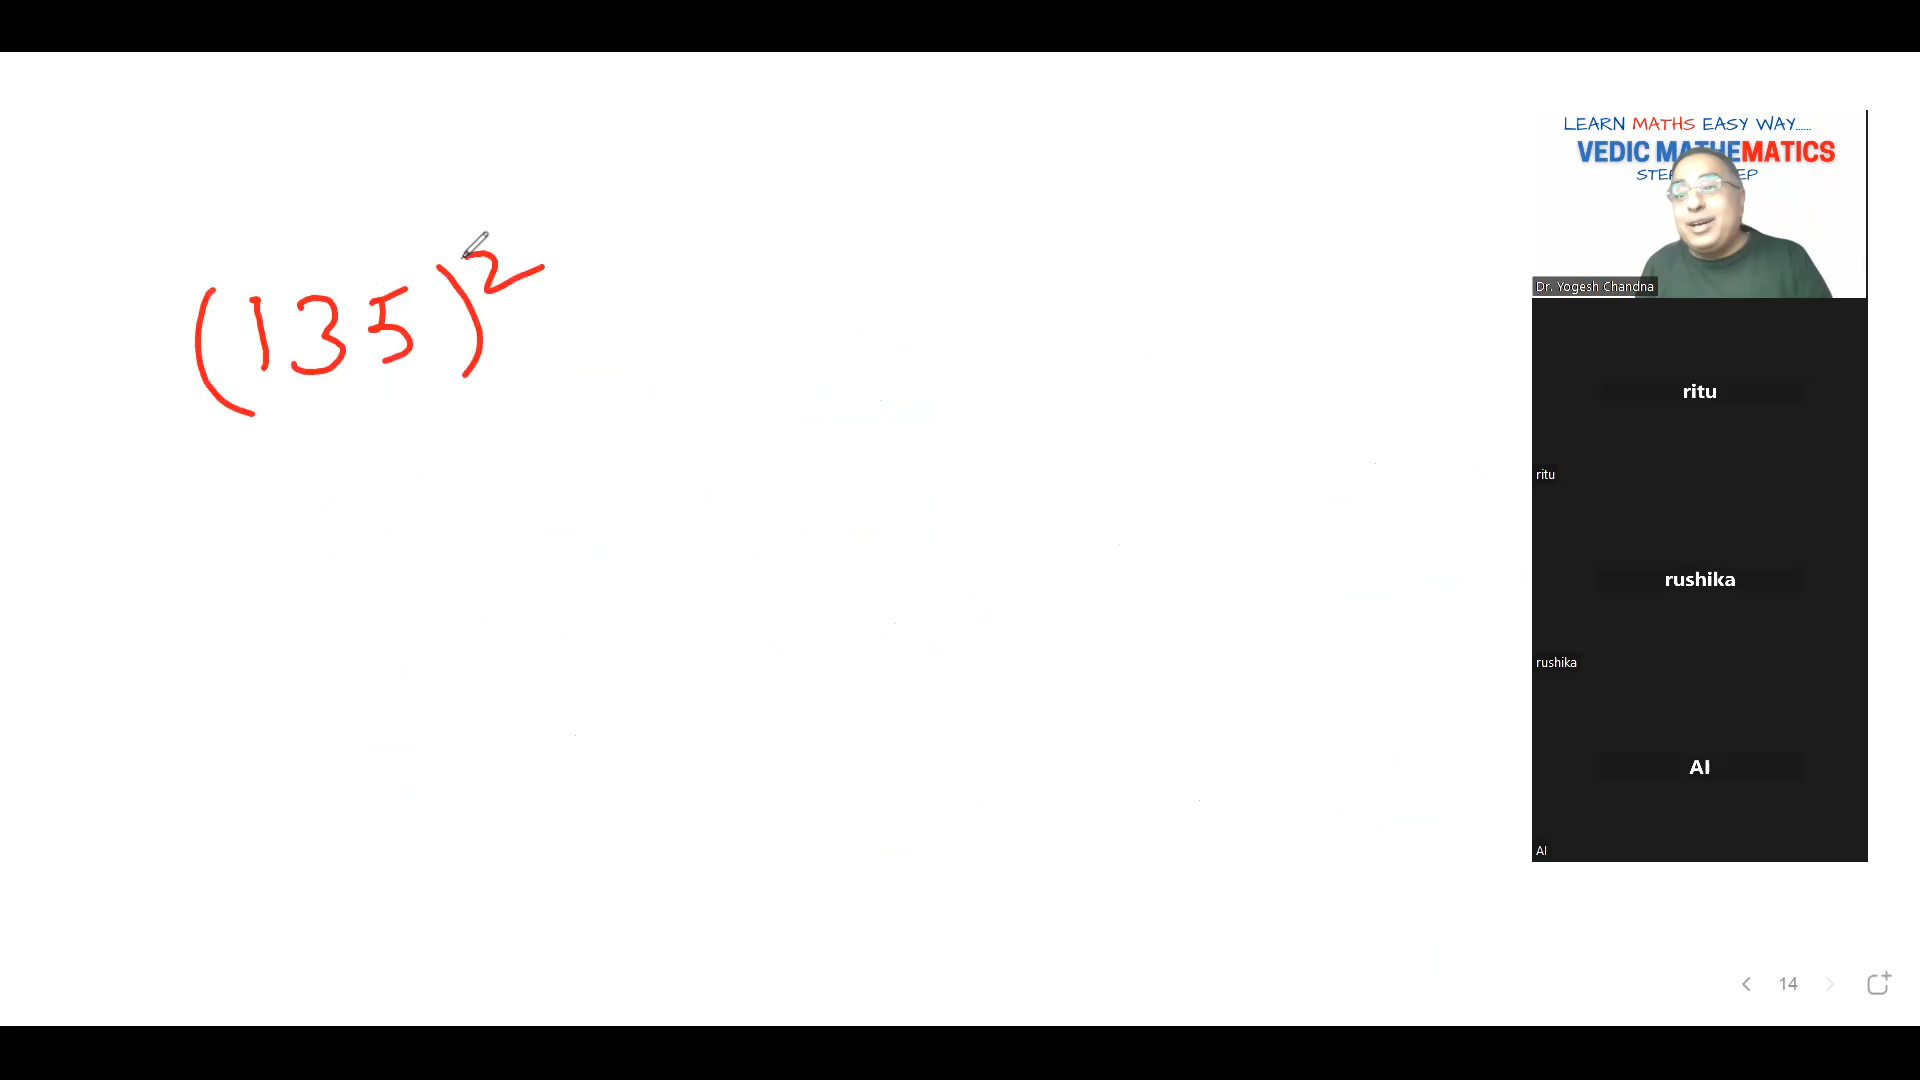 (135)²
LEARN MATHS EASY WAY......
VEDIC MATHEMATICS
Dr. Yogesh Chandna
ritu
ritu
rushika
rushika
AI
AI
14